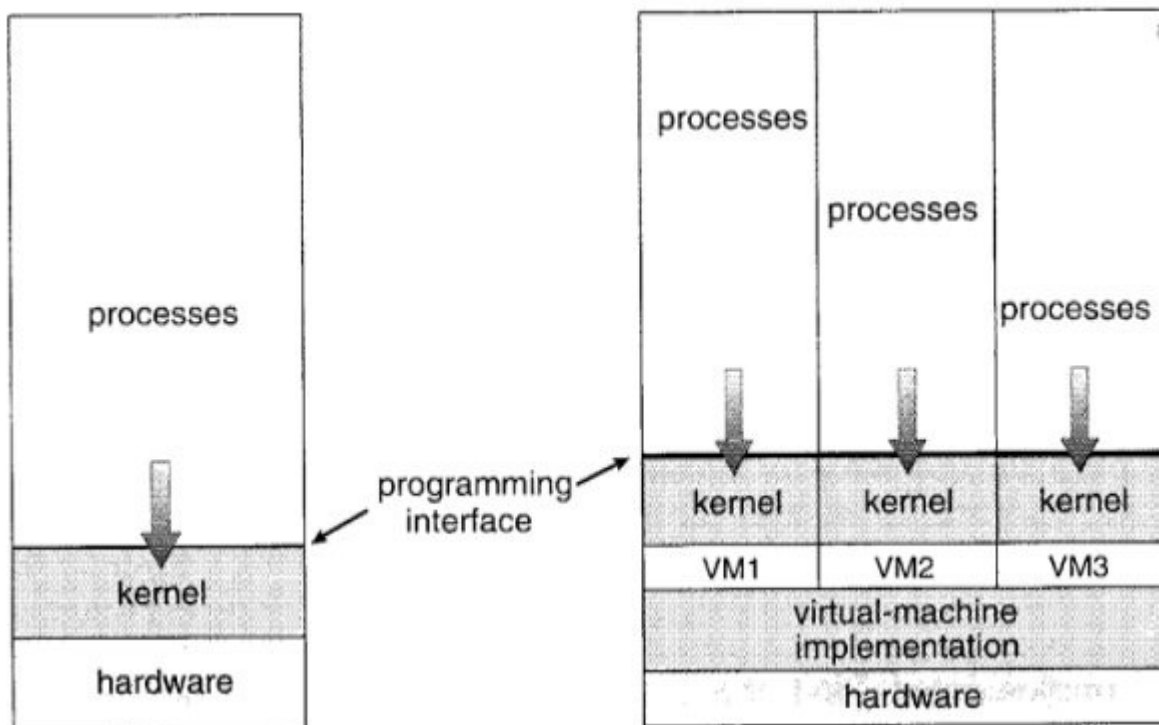 processes
kernel
hardware
programming
interface
processes
processes
processes
kernel
kernel
kernel
VM1
VM2
VM3
virtual-machine
implementation
hardware